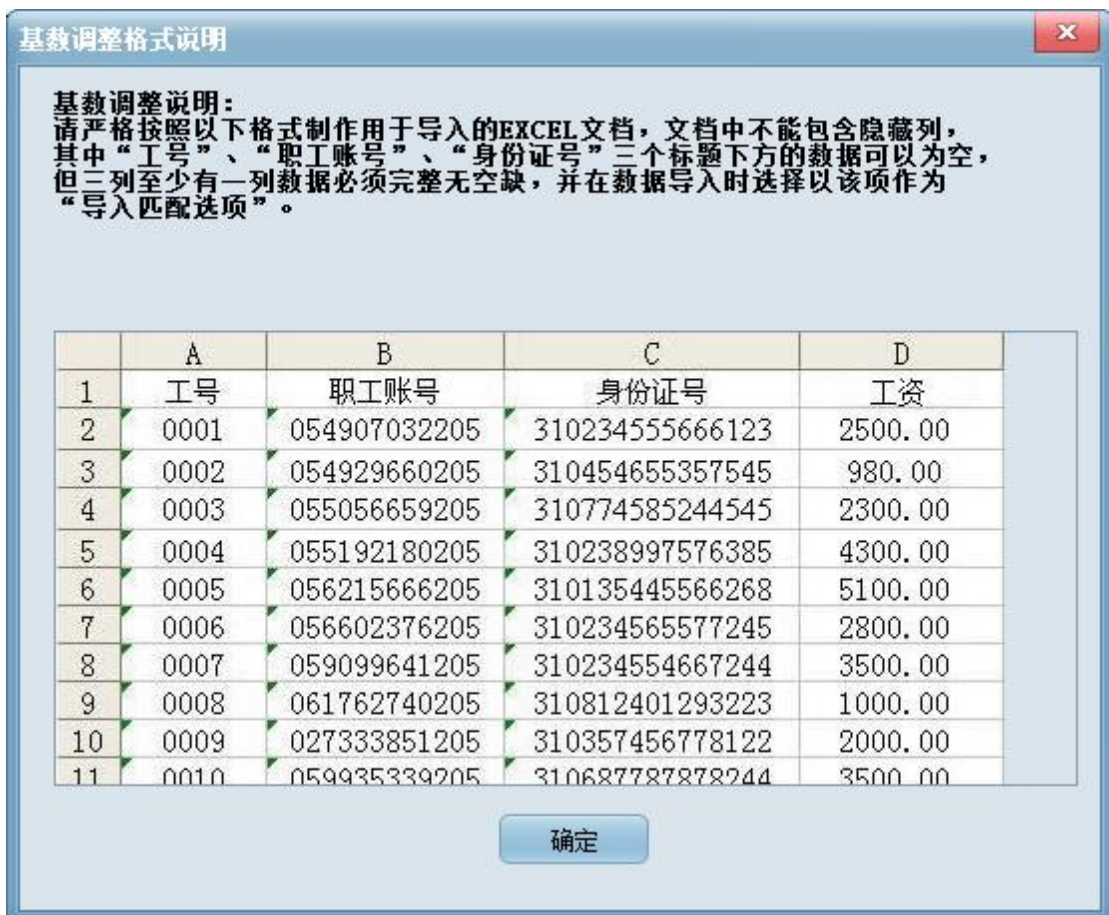 基数调整格式说明
基数调整说明：
请严格按照以下格式制作用于导入的EXCEL文档，文档中不能包含隐藏列，
其中“工号”、“职工账号”、“身份证号”三个标题下方的数据可以为空，
但三列至少有一列数据必须完整无空缺，并在数据导入时选择以该项作为
“导入匹配选项”。
A B C D
1 工号 职工账号 身份证号 工资
2 0001 054907032205 310234555666123 2500.00
3 0002 054929660205 310454655357545 980.00
4 0003 055056659205 310774585244545 2300.00
5 0004 055192180205 310238997576385 4300.00
6 0005 056215666205 310135445566268 5100.00
7 0006 056602376205 310234565577245 2800.00
8 0007 059099641205 310234554667244 3500.00
9 0008 061762740205 310812401293223 1000.00
10 0009 027333851205 310357456778122 2000.00
11 0010 059935339205 310687787878244 3500.00
确定